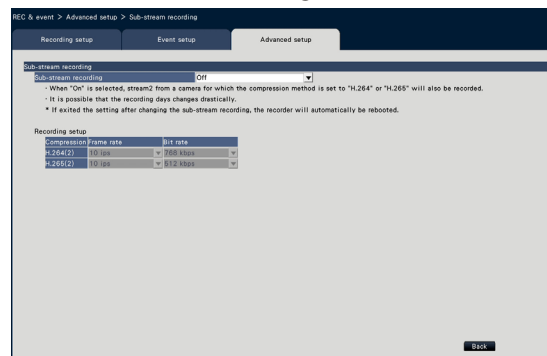 REC & event > Advanced setup > Sub-stream recording
Recording setup Event setup Advanced setup
Sub-stream recording
Sub-stream recording Off
· When "On" is selected, stream2 from a camera for which the compression method is set to "H.264" or "H.265" will also be recorded.
· It is possible that the recording days changes drastically.
* If exited the setting after changing the sub-stream recording, the recorder will automatically be rebooted.
Recording setup
Compression Frame rate Bit rate
H.264(2) 10 ips 768 kbps
H.265(2) 10 ips 512 kbps
Back